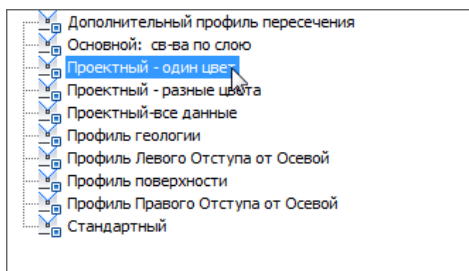 Дополнительный профиль пересечения
Основной: св-ва по слою
Проектный - один цвет
Проектный - разные цвета
Проектный-все данные
Профиль геологии
Профиль Левого Отступа от Осевой
Профиль поверхности
Профиль Правого Отступа от Осевой
Стандартный